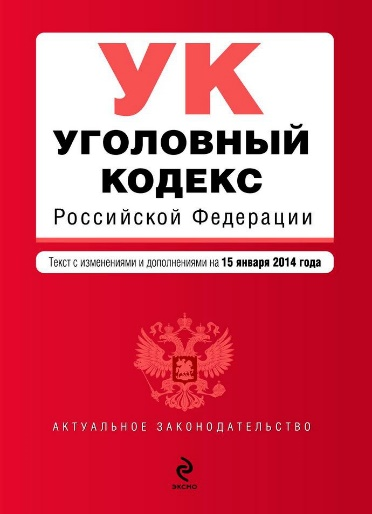 УК
УГОЛОВНЫЙ
КОДЕКС
Российской Федерации
Текст с изменениями и дополнениями на 15 января 2014 года
АКТУАЛЬНОЕ ЗАКОНОДАТЕЛЬСТВО
ЭКСМО